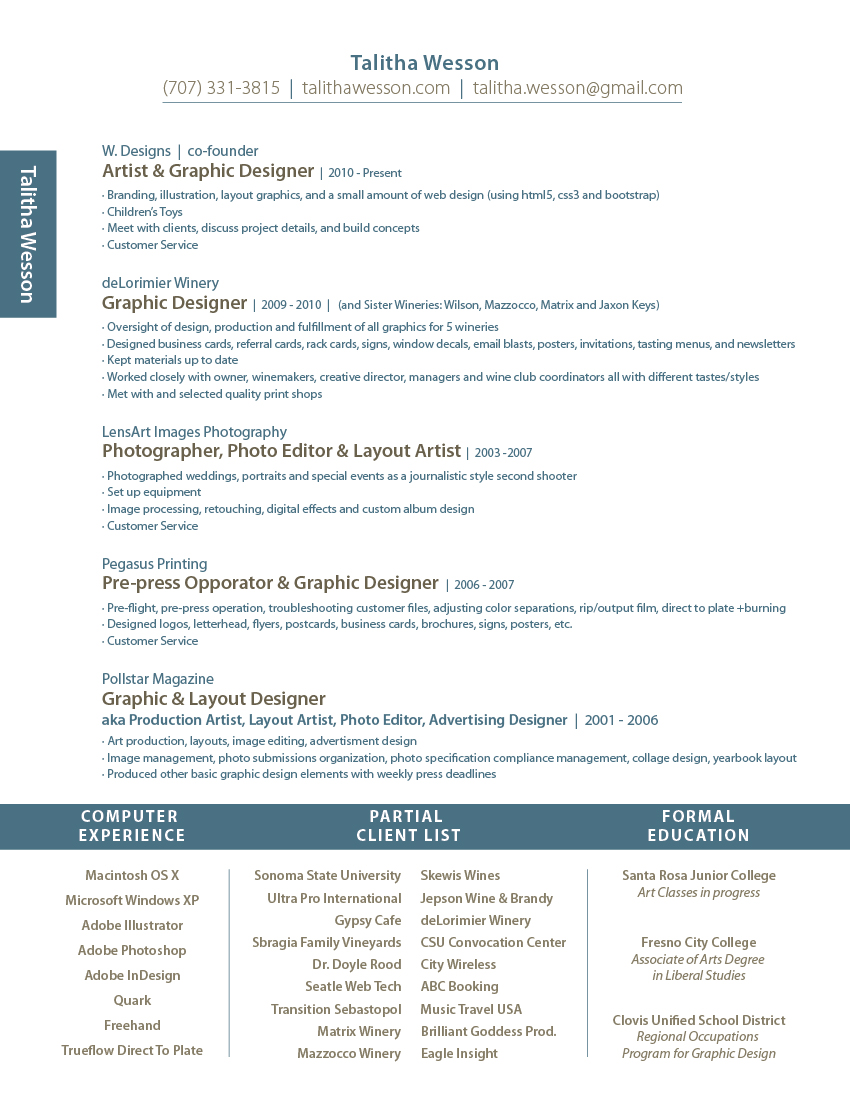 Talitha Wesson
(707) 331-3815 | talithawesson.com | talitha.wesson@gmail.com
Talitha Wesson
W. Designs | co-founder
Artist & Graphic Designer | 2010 - Present
· Branding, illustration, layout graphics, and a small amount of web design (using html5, css3 and bootstrap)
· Children's Toys
· Meet with clients, discuss project details, and build concepts
· Customer Service
deLorimier Winery
Graphic Designer | 2009 - 2010 | (and Sister Wineries: Wilson, Mazzocco, Matrix and Jaxon Keys)
· Oversight of design, production and fulfillment of all graphics for 5 wineries
· Designed business cards, referral cards, rack cards, signs, window decals, email blasts, posters, invitations, tasting menus, and newsletters
· Kept materials up to date
· Worked closely with owner, winemakers, creative director, managers and wine club coordinators all with different tastes/styles
· Met with and selected quality print shops
LensArt Images Photography
Photographer, Photo Editor & Layout Artist | 2003 -2007
· Photographed weddings, portraits and special events as a journalistic style second shooter
· Set up equipment
· Image processing, retouching, digital effects and custom album design
· Customer Service
Pegasus Printing
Pre-press Opporator & Graphic Designer | 2006 - 2007
· Pre-flight, pre-press operation, troubleshooting customer files, adjusting color separations, rip/output film, direct to plate +burning
· Designed logos, letterhead, flyers, postcards, business cards, brochures, signs, posters, etc.
· Customer Service
Pollstar Magazine
Graphic & Layout Designer
aka Production Artist, Layout Artist, Photo Editor, Advertising Designer | 2001 - 2006
· Art production, layouts, image editing, advertisment design
· Image management, photo submissions organization, photo specification compliance management, collage design, yearbook layout
· Produced other basic graphic design elements with weekly press deadlines
COMPUTER
EXPERIENCE
Macintosh OS X
Microsoft Windows XP
Adobe Illustrator
Adobe Photoshop
Adobe InDesign
Quark
Freehand
Trueflow Direct To Plate
PARTIAL
CLIENT LIST
Sonoma State University
Ultra Pro International
Gypsy Cafe
Sbragia Family Vineyards
Dr. Doyle Rood
Seatle Web Tech
Transition Sebastopol
Matrix Winery
Mazzocco Winery
Skewis Wines
Jepson Wine & Brandy
deLorimier Winery
CSU Convocation Center
City Wireless
ABC Booking
Music Travel USA
Brilliant Goddess Prod.
Eagle Insight
FORMAL
EDUCATION
Santa Rosa Junior College
Art Classes in progress
Fresno City College
Associate of Arts Degree
in Liberal Studies
Clovis Unified School District
Regional Occupations
Program for Graphic Design